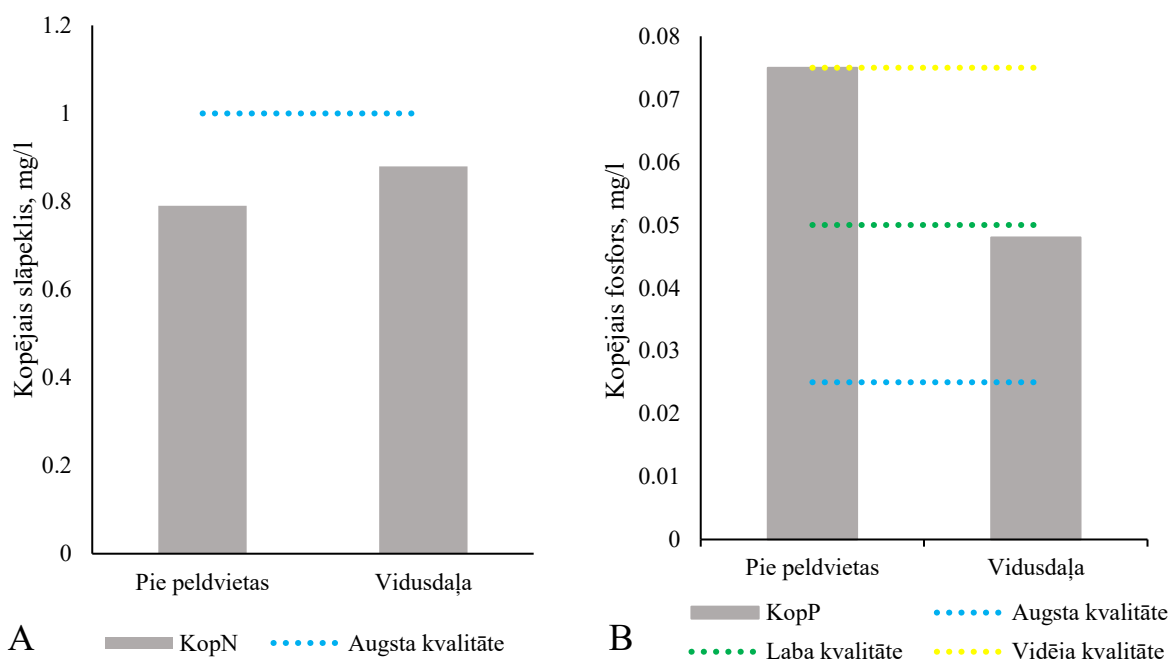 Kopējais slāpeklis, mg/l
1.2
1
0.8
0.6
0.4
0.2
0
Pie peldvietas Vidusdaļa
A
KopN Augsta kvalitāte
Kopējais fosfors, mg/l
0.08
0.07
0.06
0.05
0.04
0.03
0.02
0.01
0
Pie peldvietas Vidusdaļa
B
KopP Augsta kvalitāte
Laba kvalitāte Vidēja kvalitāte